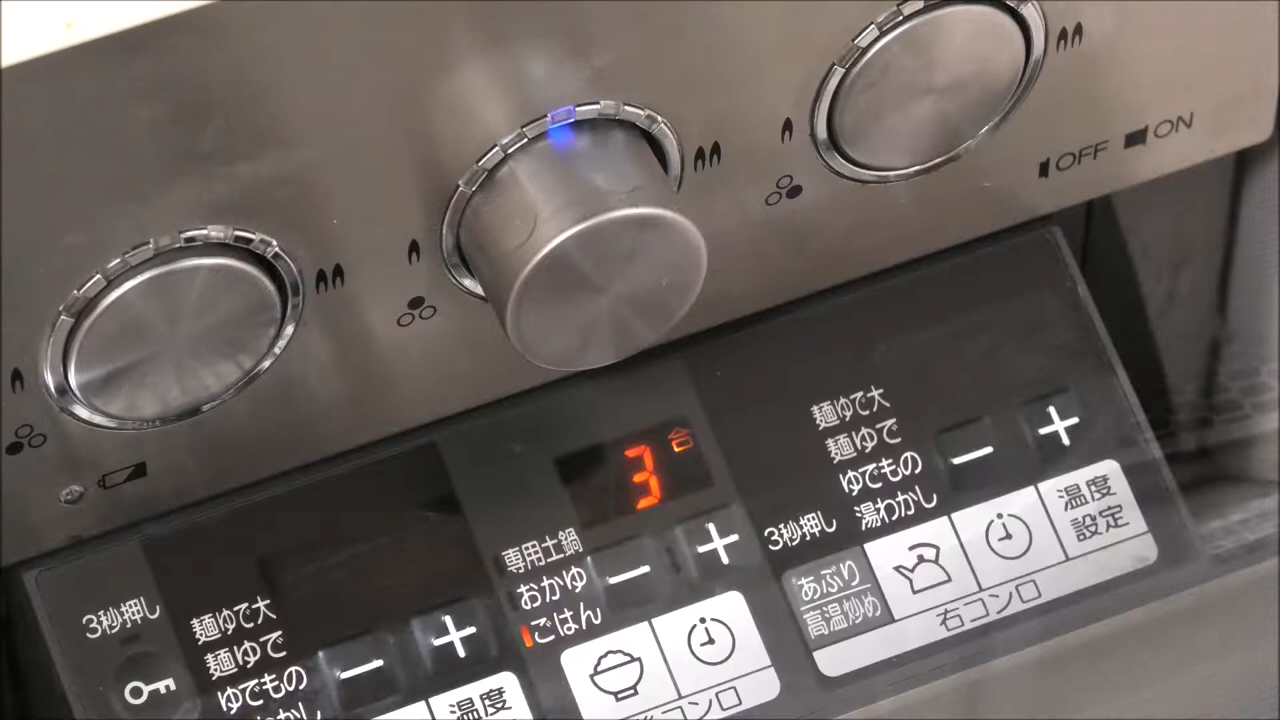 OFF ON
3秒押し
麺ゆで大
麺ゆで
ゆでもの
温度
3合
専用土鍋
おかゆ
ごはん
コンロ
麺ゆで大
麺ゆで
ゆでもの
湯わかし
3秒押し
あぶり
高温炒め
温度
設定
右コンロ